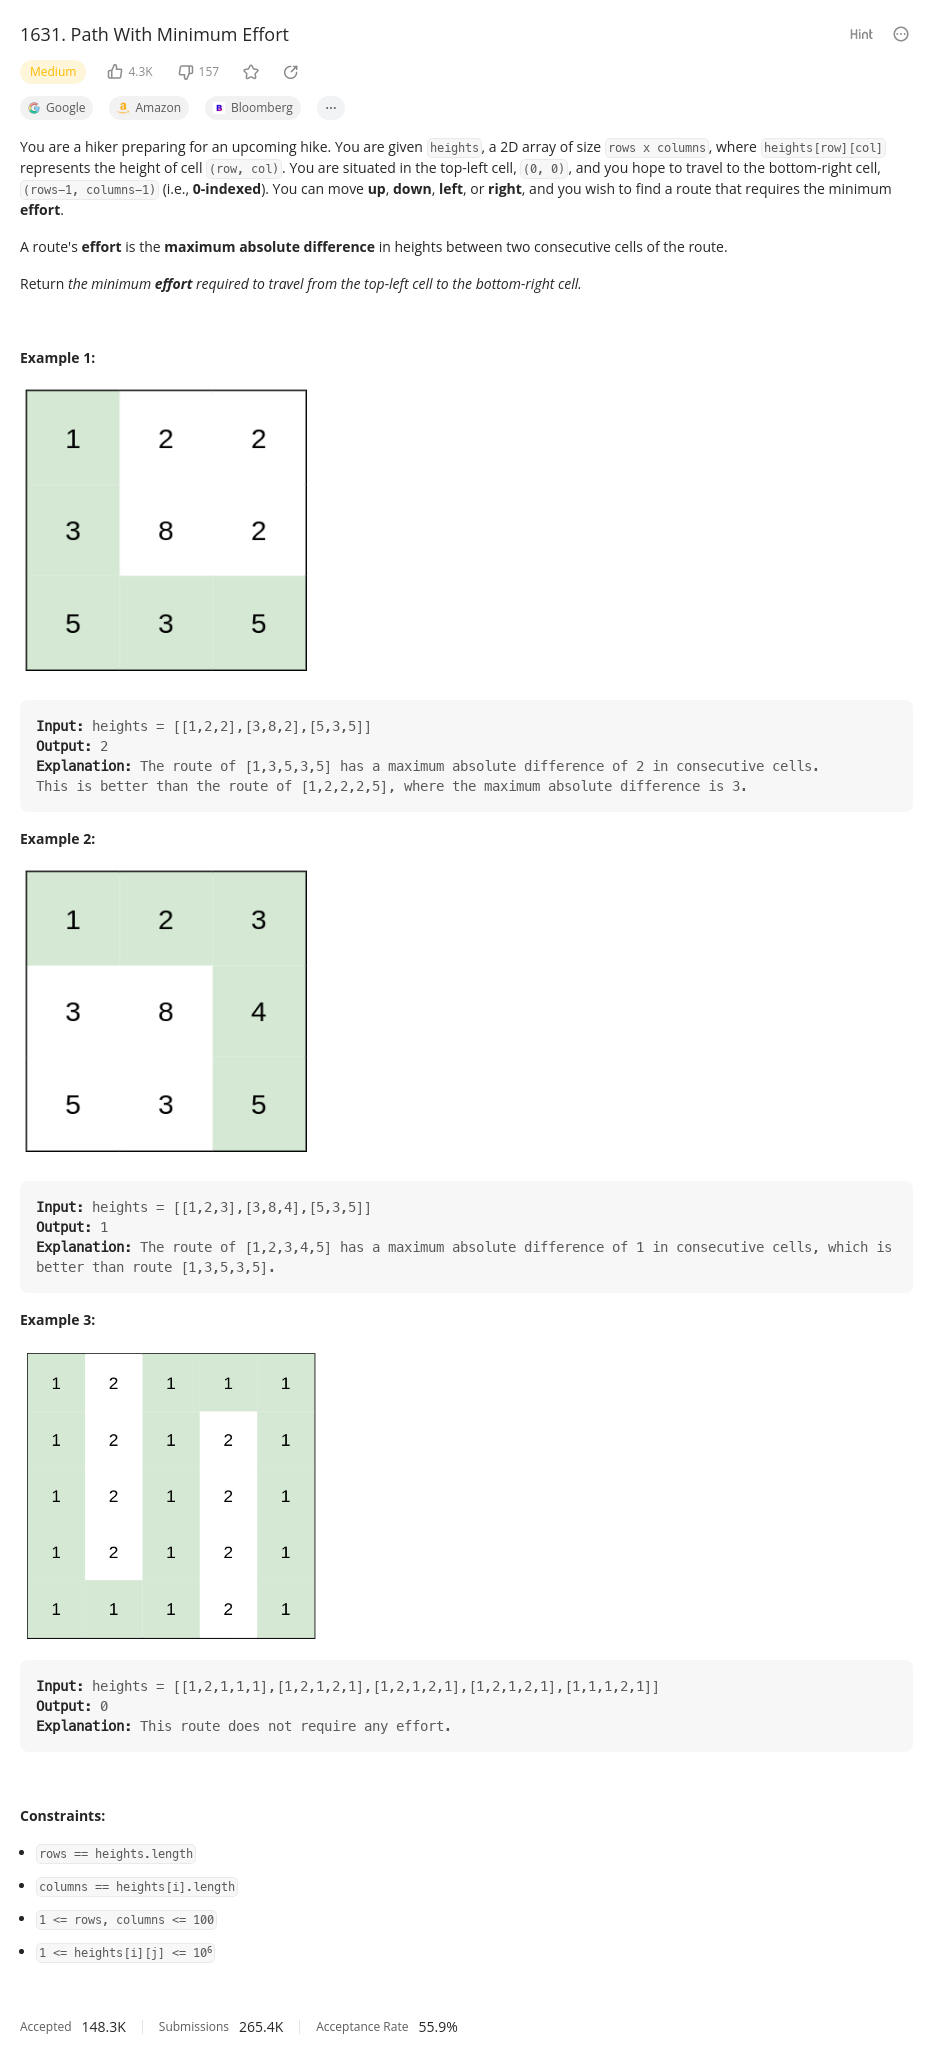 1631. Path With Minimum Effort
Hint
Medium
4.3K
157
Google
Amazon
Bloomberg
...
You are a hiker preparing for an upcoming hike. You are given heights, a 2D array of size rows x columns, where heights[row][col]
represents the height of cell (row, col). You are situated in the top-left cell, (0, 0), and you hope to travel to the bottom-right cell,
(rows-1, columns-1) (i.e., 0-indexed). You can move up, down, left, or right, and you wish to find a route that requires the minimum
effort.
A route's effort is the maximum absolute difference in heights between two consecutive cells of the route.
Return the minimum effort required to travel from the top-left cell to the bottom-right cell.
Example 1:
1 2 2
3 8 2
5 3 5
Input: heights = [[1,2,2],[3,8,2],[5,3,5]]
Output: 2
Explanation: The route of [1,3,5,3,5] has a maximum absolute difference of 2 in consecutive cells.
This is better than the route of [1,2,2,2,5], where the maximum absolute difference is 3.
Example 2:
1 2 3
3 8 4
5 3 5
Input: heights = [[1,2,3],[3,8,4],[5,3,5]]
Output: 1
Explanation: The route of [1,2,3,4,5] has a maximum absolute difference of 1 in consecutive cells, which is
better than route [1,3,5,3,5].
Example 3:
1 2 1 1 1
1 2 1 2 1
1 2 1 2 1
1 2 1 2 1
1 1 1 2 1
Input: heights = [[1,2,1,1,1],[1,2,1,2,1],[1,2,1,2,1],[1,2,1,2,1],[1,1,1,2,1]]
Output: 0
Explanation: This route does not require any effort.
Constraints:
rows == heights.length
columns == heights[i].length
1 <= rows, columns <= 100
1 <= heights[i][j] <= 10⁶
Accepted 148.3K Submissions 265.4K Acceptance Rate 55.9%